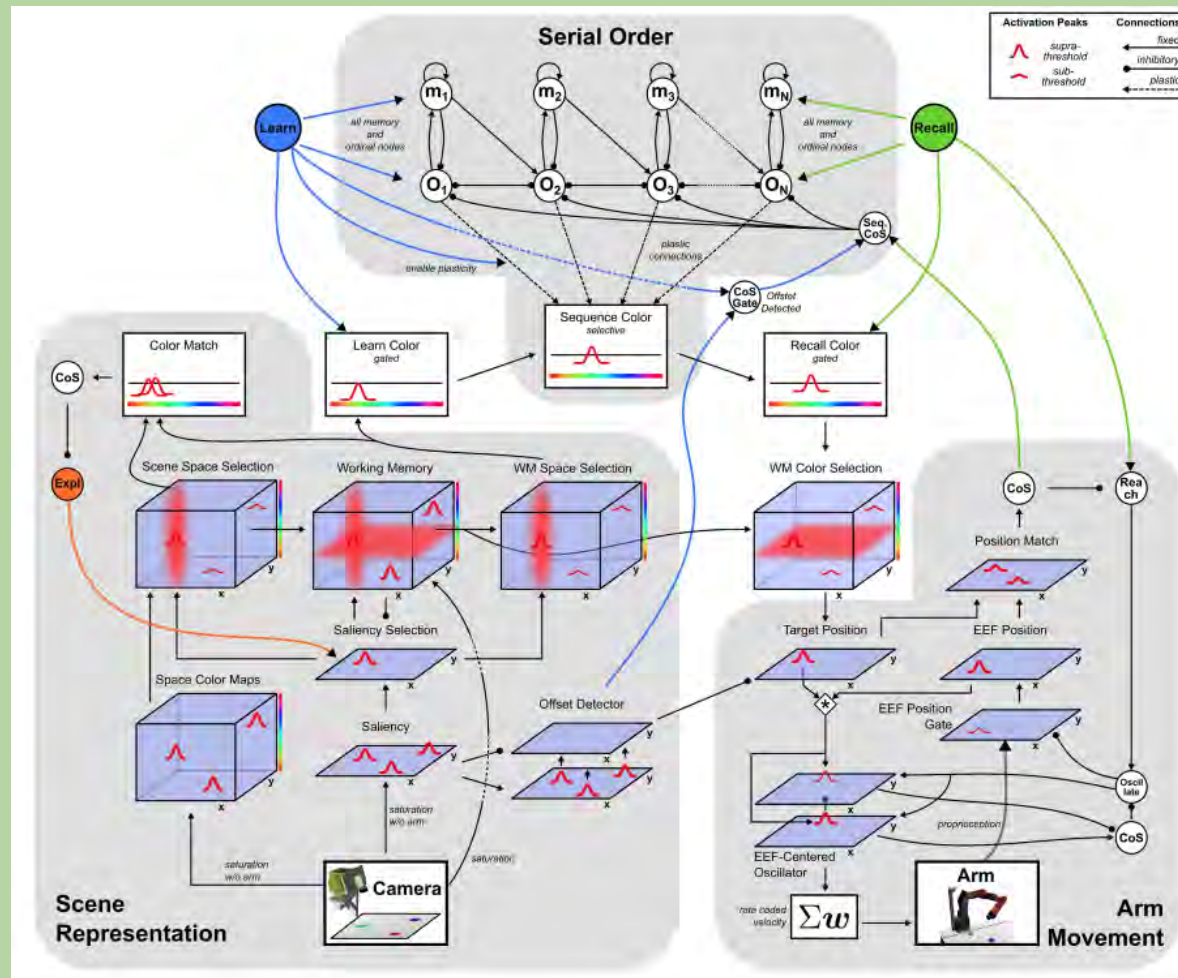 Serial Order
Activation Peaks
Connections
supra-
threshold
sub-
threshold
fixed
inhibitory
plastic
m1
m2
m3
mN
Learn
all memory
and
ordinal nodes
all memory
and
ordinal nodes
Recall
O1
O2
O3
ON
Seq.
CoS
enable plasticity
plastic
connections
CoS
Gate
Offstet
Detected
Color Match
Learn Color
gated
Sequence Color
selective
Recall Color
gated
CoS
Expl
Scene Space Selection
Working Memory
WM Space Selection
WM Color Selection
CoS
Rea
ch
y
x
y
x
y
x
y
x
Position Match
y
x
Saliency Selection
y
x
Target Position
y
x
EEF Position
y
x
Space Color Maps
y
x
Saliency
y
x
Offset Detector
y
y
x
*
EEF Position
Gate
y
x
y
x
y
x
Oscil
late
CoS
proprioception
EEF-Centered
Oscillator
saturation
w/o arm
saturation
w/o arm
saturation
Camera
Scene
Representation
rate coded
velocity
Σw
Arm
Arm
Movement